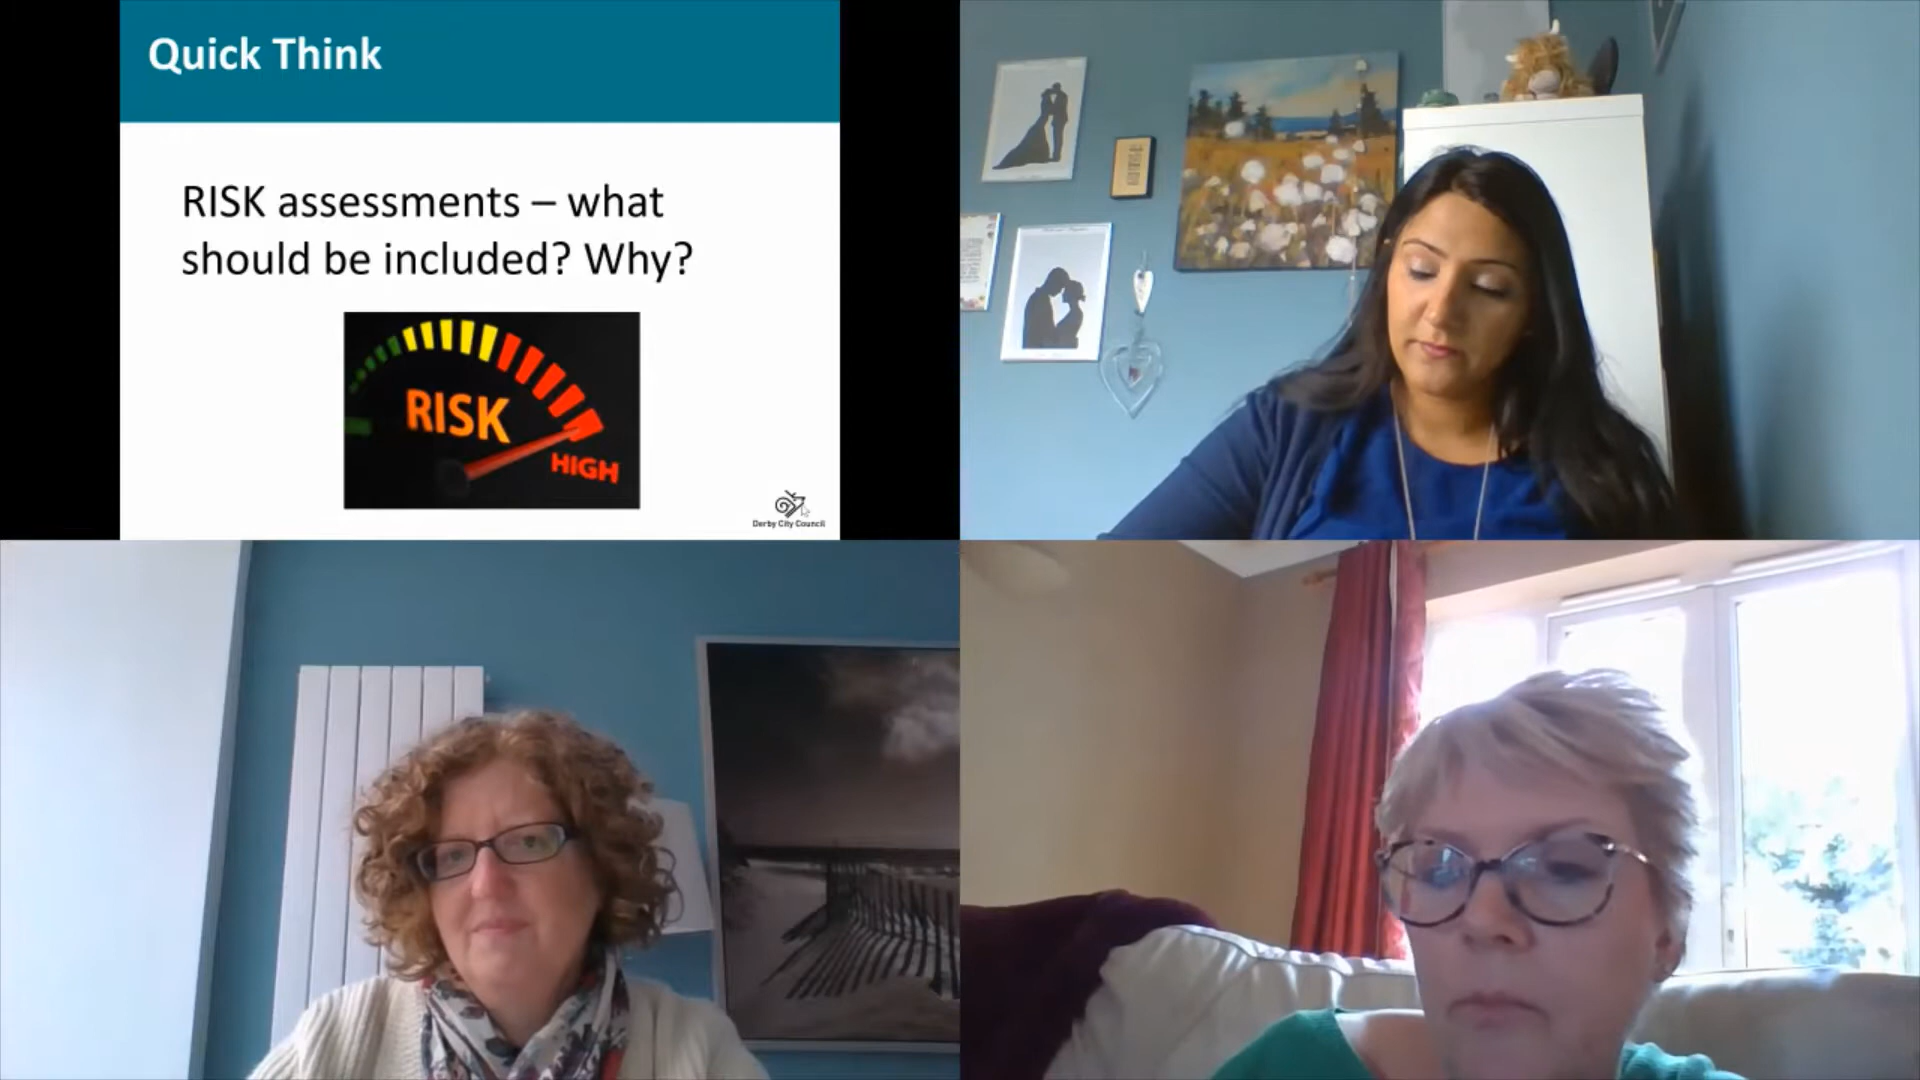 Quick Think
RISK assessments – what
should be included? Why?
RISK
HIGH
Derby City Council